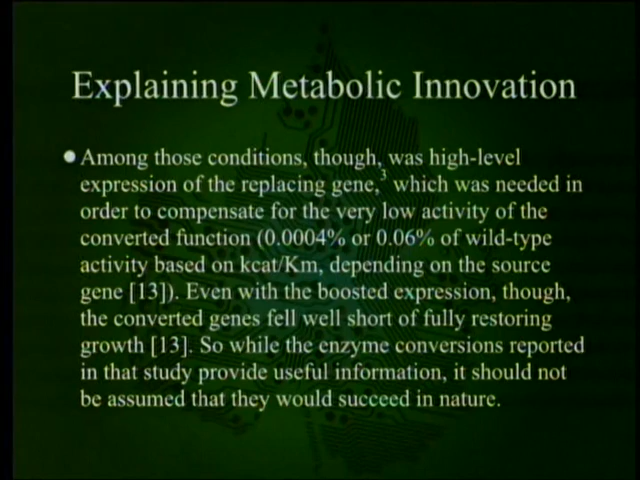 Explaining Metabolic Innovation
Among those conditions, though, was high-level
expression of the replacing gene,³ which was needed in
order to compensate for the very low activity of the
converted function (0.0004% or 0.06% of wild-type
activity based on kcat/Km, depending on the source
gene [13]). Even with the boosted expression, though,
the converted genes fell well short of fully restoring
growth [13]. So while the enzyme conversions reported
in that study provide useful information, it should not
be assumed that they would succeed in nature.